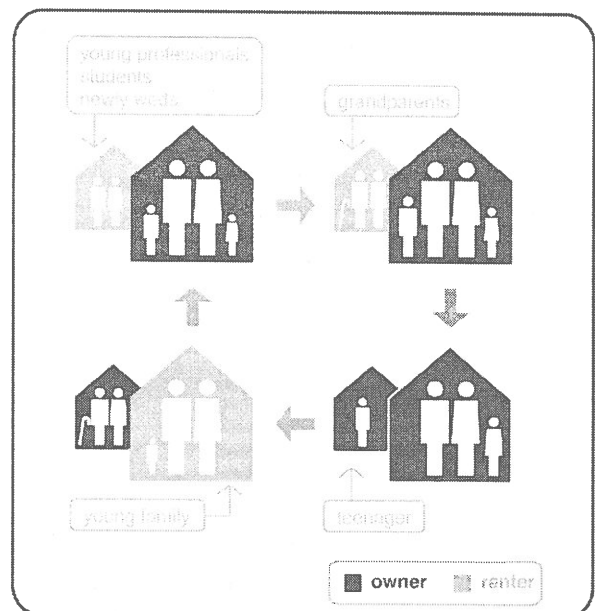 young professionals
students
newly weds
grandparents
young family
teenager
owner renter